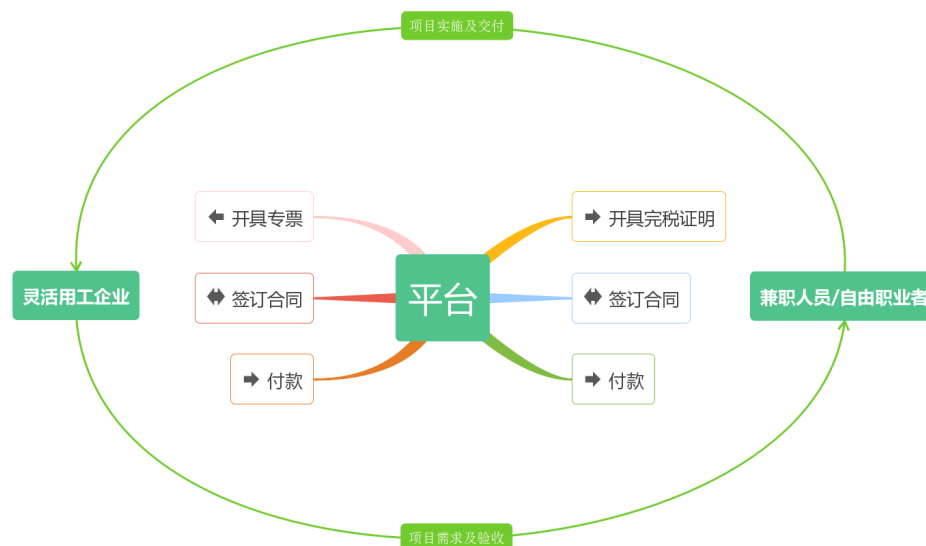 项目实施及交付
开具专票
开具完税证明
灵活用工企业
签订合同
平台
签订合同
兼职人员/自由职业者
付款
付款
项目需求及验收